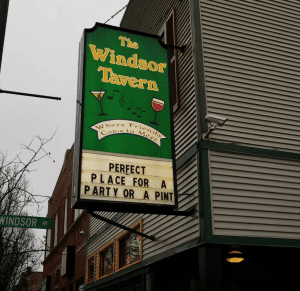 The
Windsor
Tavern
Where Friends
Come to Meet
PERFECT
PLACE FOR A
PARTY OR A PINT
WINDSOR